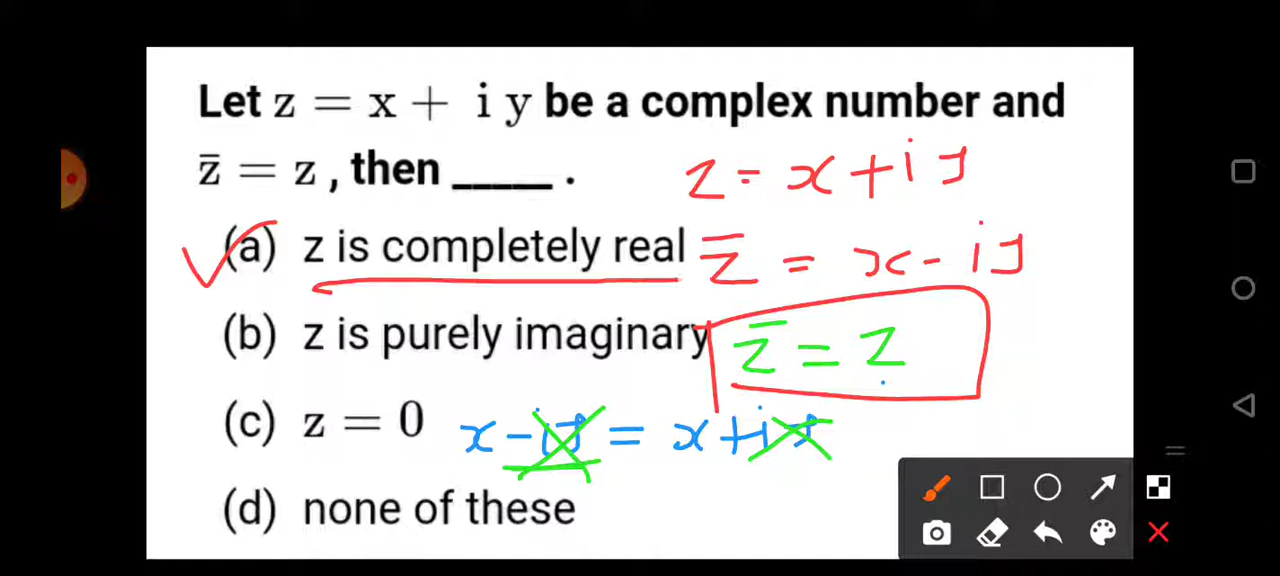 Let z = x + i y be a complex number and
z̄ = z , then _____ .
z = x + iy
(a) z is completely real
z̄ = x - iy
(b) z is purely imaginary
z̄ = z
(c) z = 0
x - iy = x + iy
(d) none of these